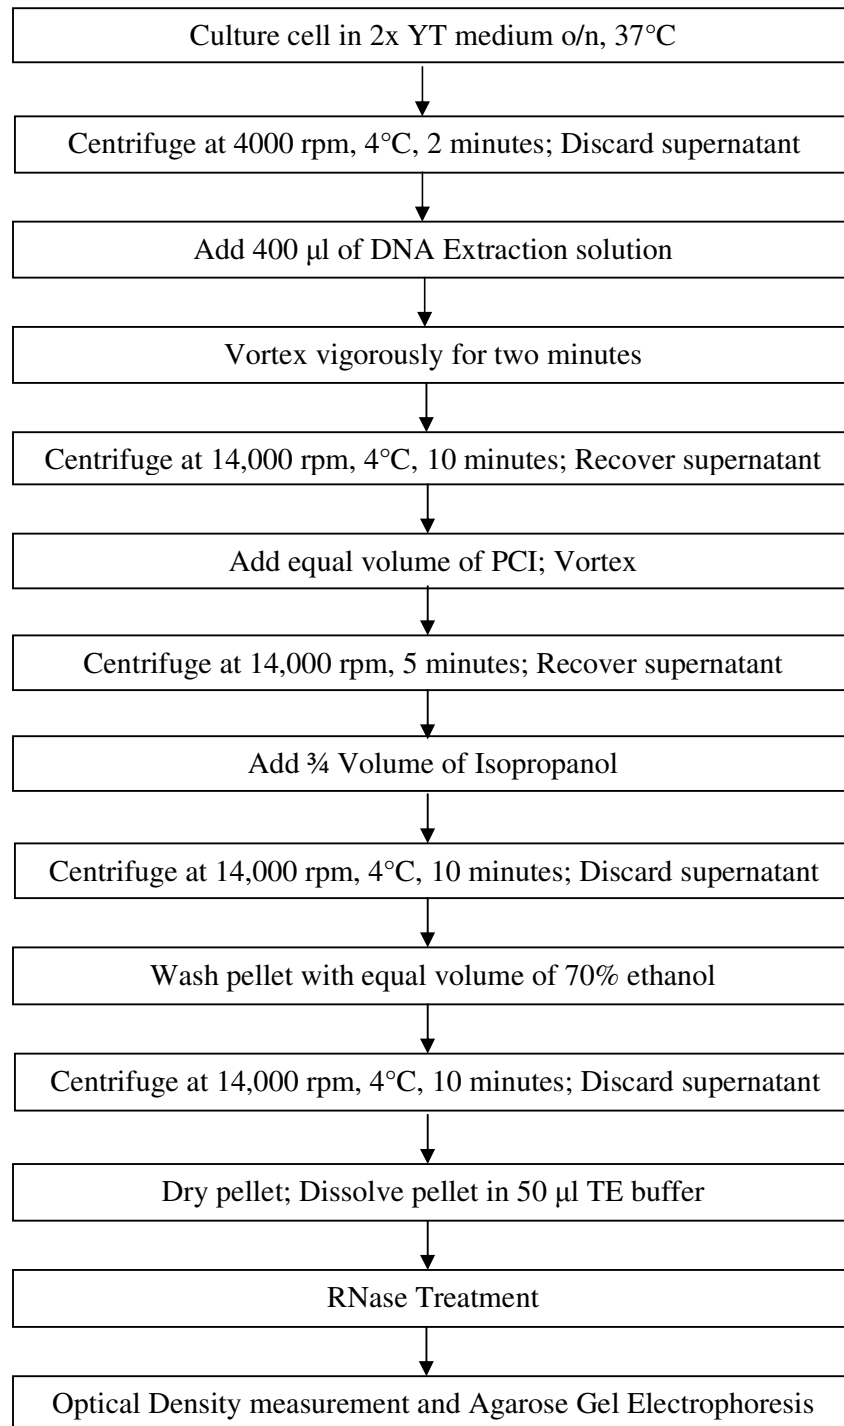 Culture cell in 2x YT medium o/n, 37°C
Centrifuge at 4000 rpm, 4°C, 2 minutes; Discard supernatant
Add 400 µl of DNA Extraction solution
Vortex vigorously for two minutes
Centrifuge at 14,000 rpm, 4°C, 10 minutes; Recover supernatant
Add equal volume of PCI; Vortex
Centrifuge at 14,000 rpm, 5 minutes; Recover supernatant
Add ¾ Volume of Isopropanol
Centrifuge at 14,000 rpm, 4°C, 10 minutes; Discard supernatant
Wash pellet with equal volume of 70% ethanol
Centrifuge at 14,000 rpm, 4°C, 10 minutes; Discard supernatant
Dry pellet; Dissolve pellet in 50 µl TE buffer
RNase Treatment
Optical Density measurement and Agarose Gel Electrophoresis